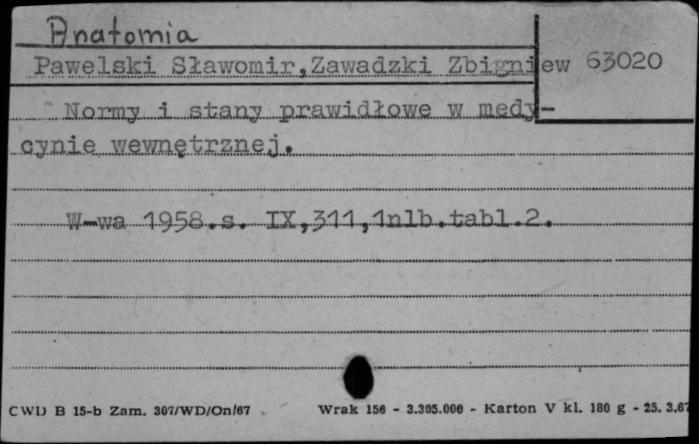 Anatomia
Pawelski Sławomir,Zawadzki Zbigniew 63020
Normy i stany prawidłowe w medy-
cynie wewnętrznej.
W-wa 1958.s. IX,311,1nlb.tabl.2.
CWD B 15-b Zam. 307/WD/On/67 Wrak 156 - 3.305.000 - Karton V kl. 180 g - 25.3.67